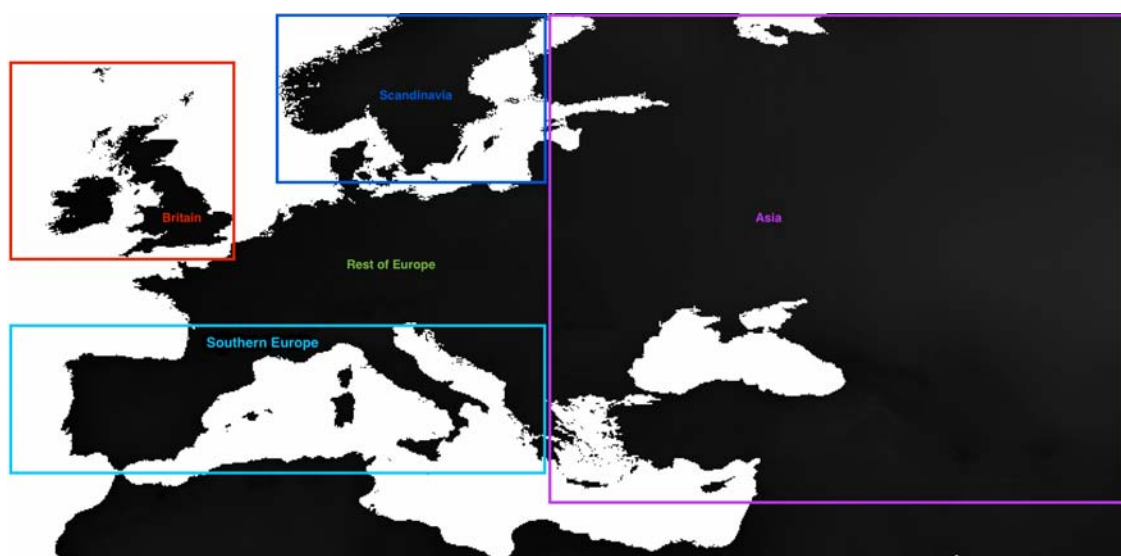 Scandinavia
Britain
Asia
Rest of Europe
Southern Europe